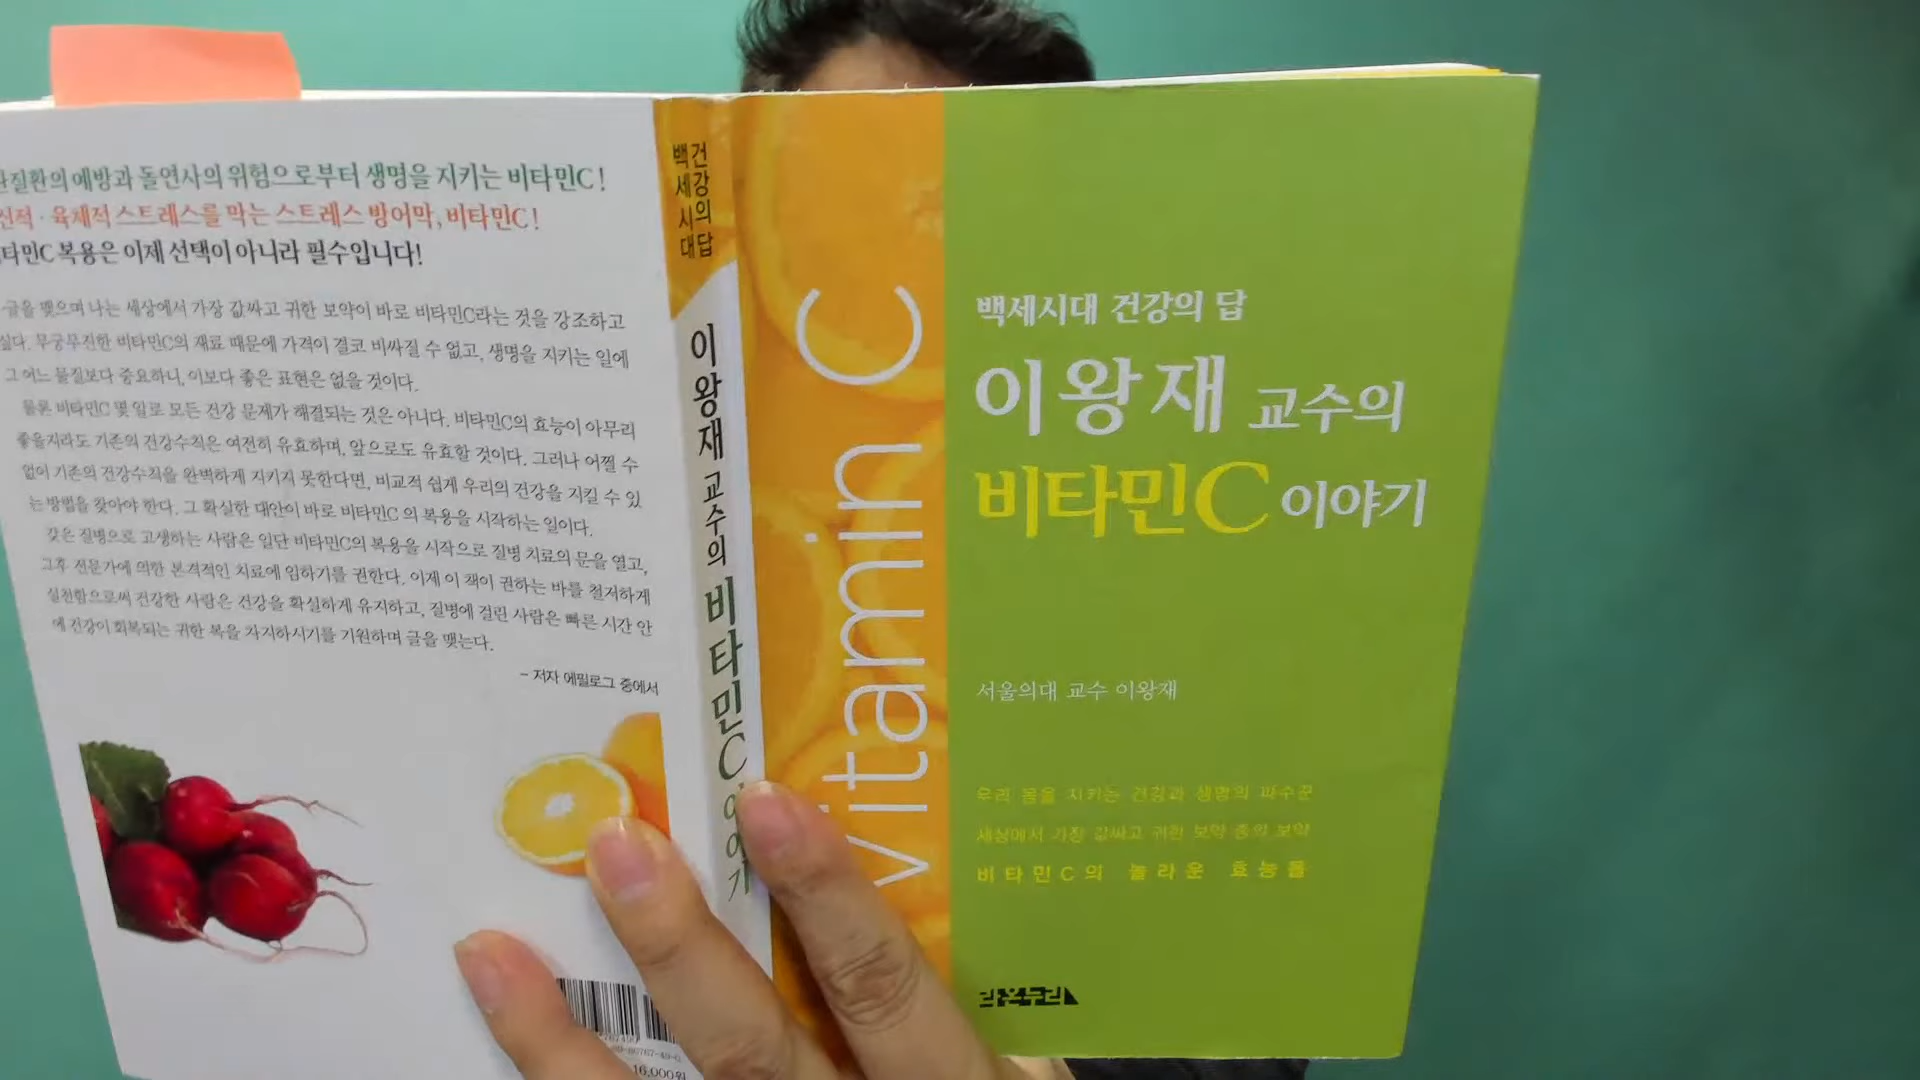 관질환의 예방과 돌연사의 위험으로부터 생명을 지키는 비타민C!
신적·육체적 스트레스를 막는 스트레스 방어막, 비타민C!
타민C 복용은 이제 선택이 아니라 필수입니다!
글을 맺으며 나는 세상에서 가장 값싸고 귀한 보약이 바로 비타민C라는 것을 강조하고
싶다. 무궁무진한 비타민C의 재료 때문에 가격이 결코 비싸질 수 없고, 생명을 지키는 일에
그 어느 물질보다 중요하니, 이보다 좋은 표현은 없을 것이다.
물론 비타민C 몇 알로 모든 건강 문제가 해결되는 것은 아니다. 비타민C의 효능이 아무리
좋을지라도 기존의 건강수칙은 여전히 유효하며, 앞으로도 유효할 것이다. 그러나 어쩔 수
없이 기존의 건강수칙을 완벽하게 지키지 못한다면, 비교적 쉽게 우리의 건강을 지킬 수 있
는 방법을 찾아야 한다. 그 확실한 대안이 바로 비타민C의 복용을 시작하는 일이다.
갖은 질병으로 고생하는 사람은 일단 비타민C의 복용을 시작으로 질병 치료의 문을 열고,
그후 전문가에 의한 본격적인 치료에 임하기를 권한다. 이제 이 책이 권하는 바를 철저하게
실천함으로써 건강한 사람은 건강을 확실하게 유지하고, 질병에 걸린 사람은 빠른 시간 안
에 건강이 회복되는 귀한 복을 차지하시기를 기원하며 글을 맺는다.
- 저자 에필로그 중에서
16,000원
백세시대
건강의 답
이왕재 교수의 비타민C 이야기
vitamin C
백세시대 건강의 답
이왕재 교수의
비타민C 이야기
서울의대 교수 이왕재
우리 몸을 지키는 건강과 생명의 파수꾼
세상에서 가장 값싸고 귀한 보약 중의 보약
비타민C의 놀라운 효능들
라온누리